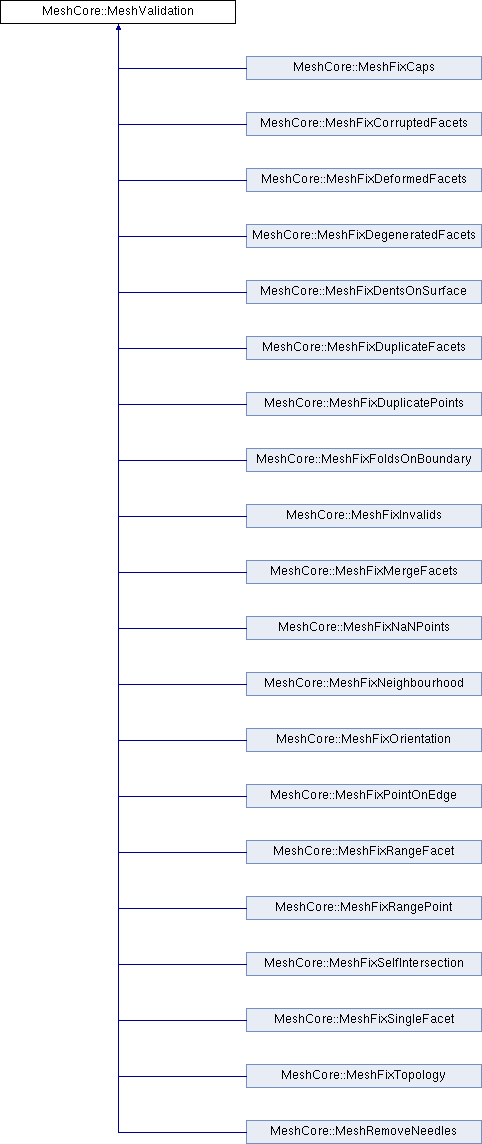 MeshCore::MeshValidation
MeshCore::MeshFixCaps
MeshCore::MeshFixCorruptedFacets
MeshCore::MeshFixDeformedFacets
MeshCore::MeshFixDegeneratedFacets
MeshCore::MeshFixDentsOnSurface
MeshCore::MeshFixDuplicateFacets
MeshCore::MeshFixDuplicatePoints
MeshCore::MeshFixFoldsOnBoundary
MeshCore::MeshFixInvalids
MeshCore::MeshFixMergeFacets
MeshCore::MeshFixNaNPoints
MeshCore::MeshFixNeighbourhood
MeshCore::MeshFixOrientation
MeshCore::MeshFixPointOnEdge
MeshCore::MeshFixRangeFacet
MeshCore::MeshFixRangePoint
MeshCore::MeshFixSelfIntersection
MeshCore::MeshFixSingleFacet
MeshCore::MeshFixTopology
MeshCore::MeshRemoveNeedles